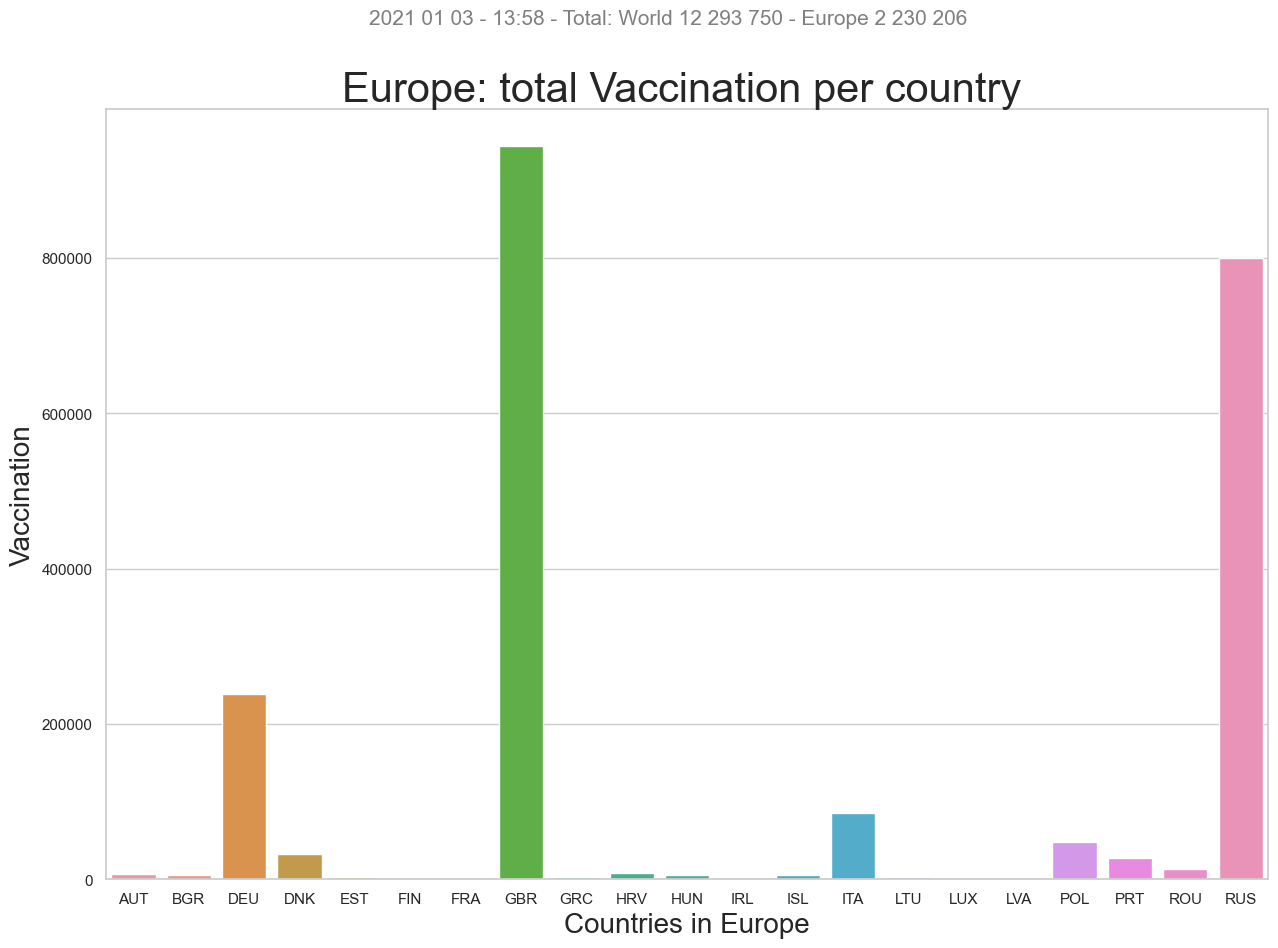 2021 01 03 - 13:58 - Total: World 12 293 750 - Europe 2 230 206
Europe: total Vaccination per country
800000
600000
400000
200000
0
Vaccination
AUT BGR DEU DNK EST FIN FRA GBR GRC HRV HUN IRL ISL ITA LTU LUX LVA POL PRT ROU RUS
Countries in Europe